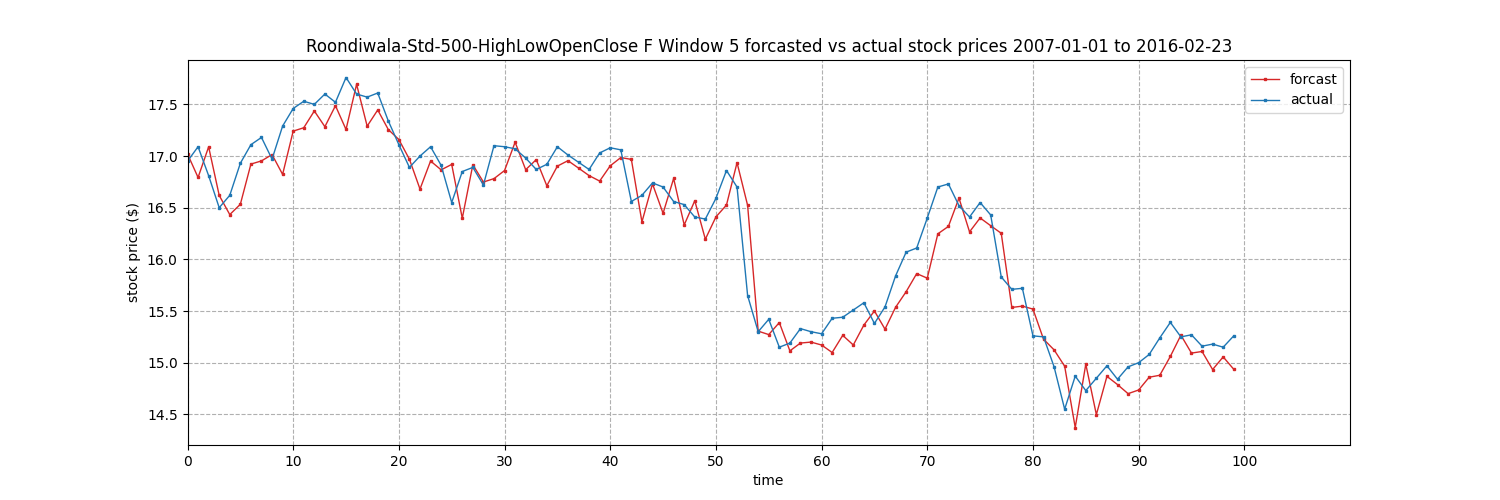 Roondiwala-Std-500-HighLowOpenClose F Window 5 forcasted vs actual stock prices 2007-01-01 to 2016-02-23
forcast
actual
stock price ($)
17.5
17.0
16.5
16.0
15.5
15.0
14.5
0 10 20 30 40 50 60 70 80 90 100
time